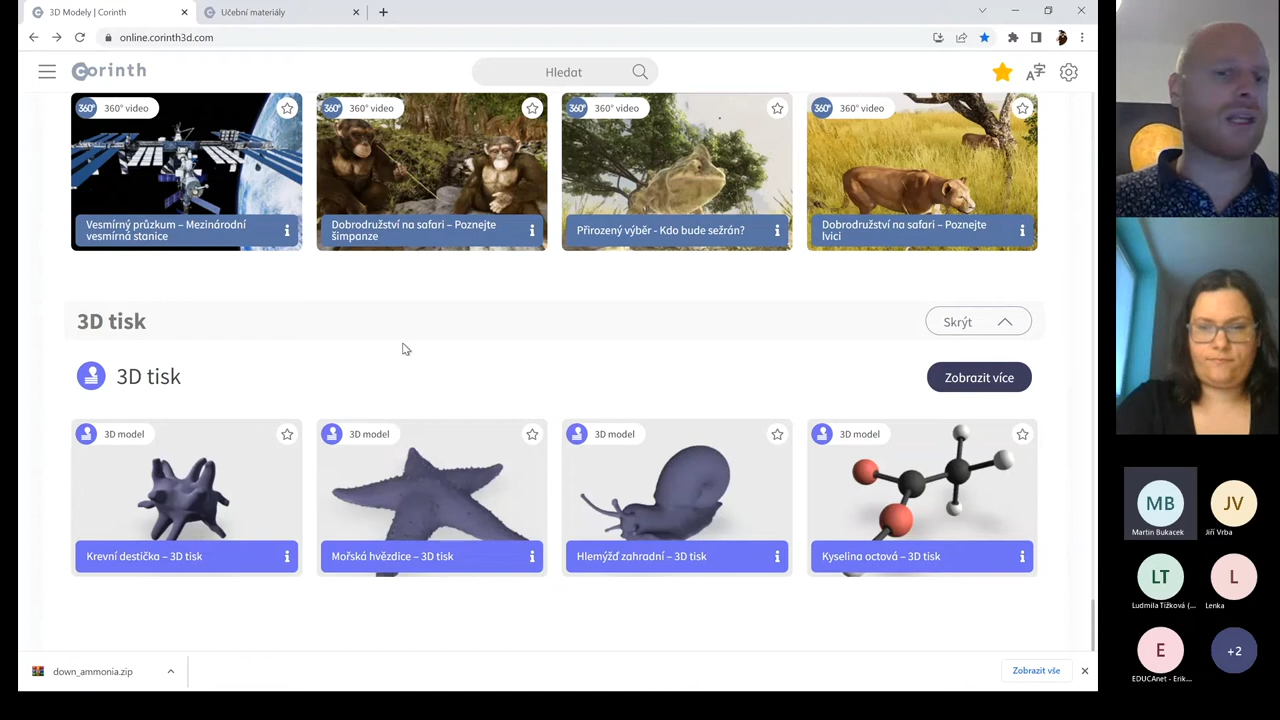 3D Modely | Corinth
Učební materiály
online.corinth3d.com
Corinth
Hledat
360° 360° video
360° 360° video
360° 360° video
360° 360° video
Vesmírný průzkum – Mezinárodní
vesmírná stanice
Dobrodružství na safari – Poznejte
šimpanze
Přirozený výběr - Kdo bude sežrán?
Dobrodružství na safari – Poznejte
lvici
3D tisk
Skrýt
3D tisk
Zobrazit více
3D model
3D model
3D model
3D model
Krevní destička – 3D tisk
Mořská hvězdice – 3D tisk
Hlemýžď zahradní – 3D tisk
Kyselina octová – 3D tisk
down_ammonia.zip
Zobrazit vše
MB
Martin Bukacek
JV
Jiří Vrba
LT
Ludmila Tížková (...
L
Lenka
E
EDUCAnet - Erik...
+2